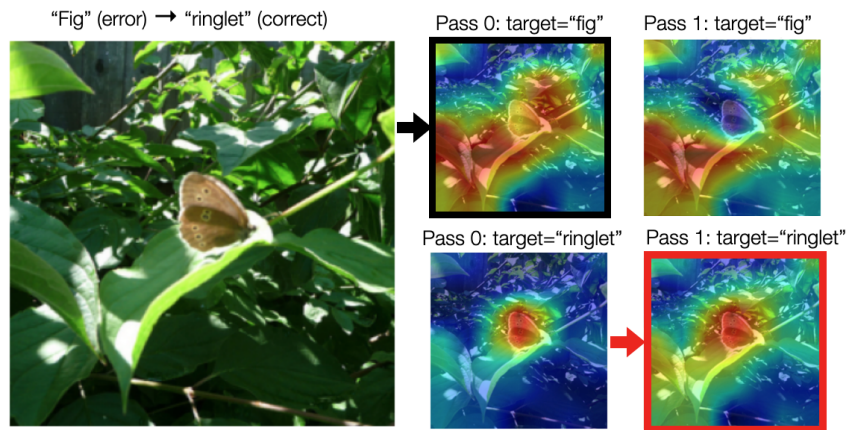 “Fig” (error) → “ringlet” (correct)
Pass 0: target=“fig”
Pass 1: target=“fig”
Pass 0: target=“ringlet”
Pass 1: target=“ringlet”